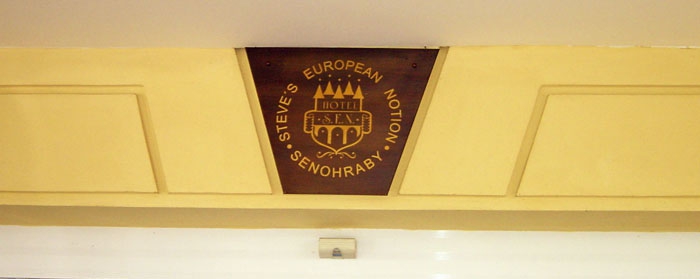 STEVE'S EUROPEAN NOTION
HOTEL
S.E.N.
• SENOHRABY •